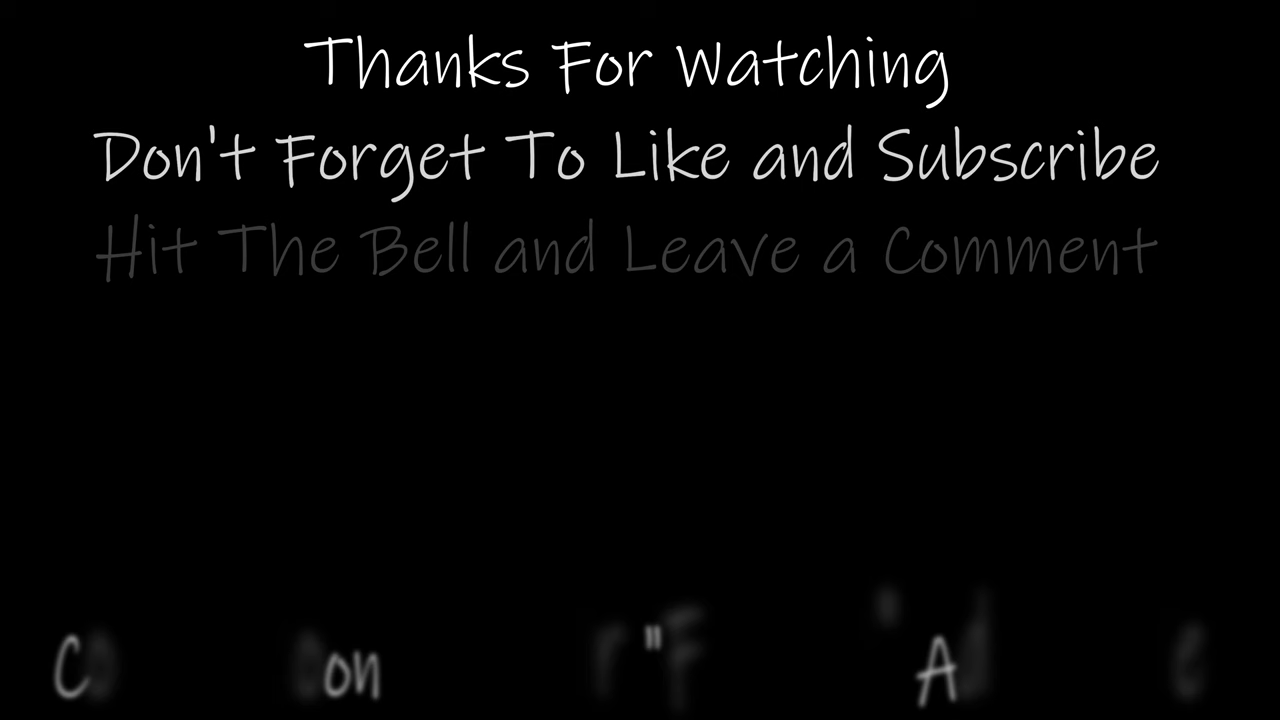 Thanks For Watching
Don't Forget To Like and Subscribe
Hit The Bell and Leave a Comment